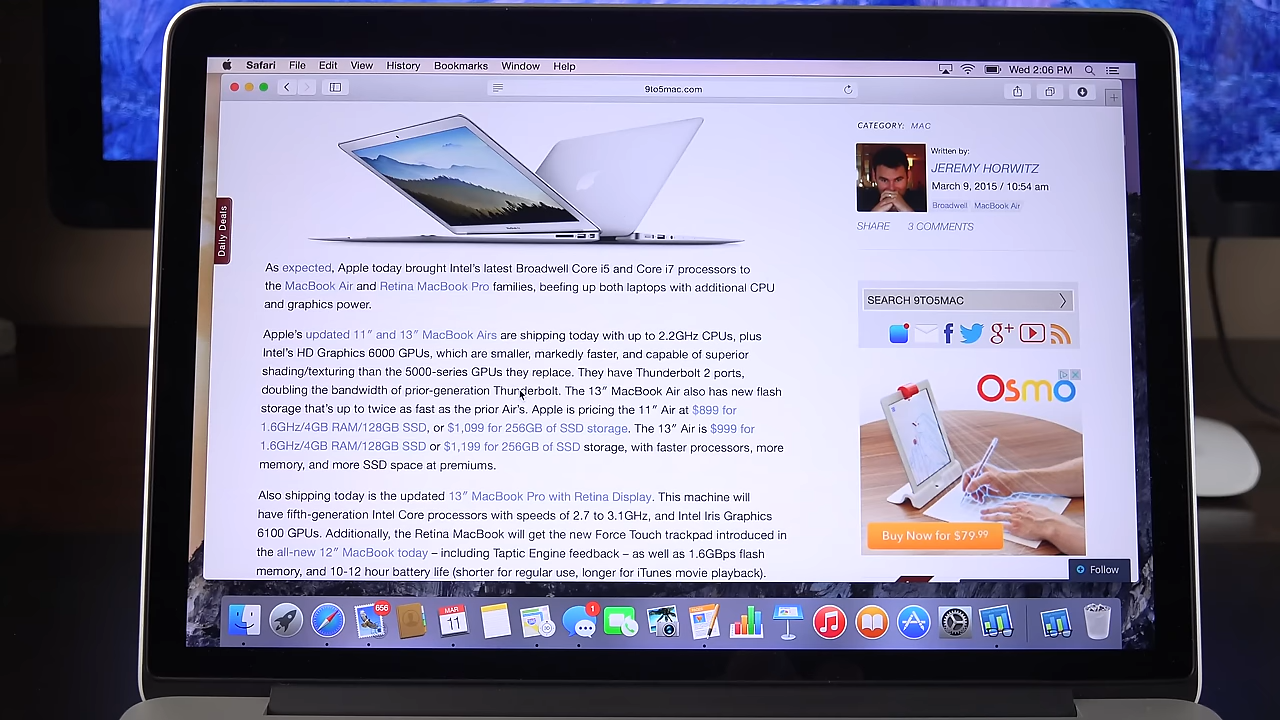 Safari File Edit View History Bookmarks Window Help
Wed 2:06 PM
9to5mac.com
CATEGORY: MAC
Written by:
JEREMY HORWITZ
March 9, 2015 / 10:54 am
Broadwell MacBook Air
SHARE 3 COMMENTS
Daily Deals
As expected, Apple today brought Intel's latest Broadwell Core i5 and Core i7 processors to
the MacBook Air and Retina MacBook Pro families, beefing up both laptops with additional CPU
and graphics power.
Apple's updated 11″ and 13″ MacBook Airs are shipping today with up to 2.2GHz CPUs, plus
Intel's HD Graphics 6000 GPUs, which are smaller, markedly faster, and capable of superior
shading/texturing than the 5000-series GPUs they replace. They have Thunderbolt 2 ports,
doubling the bandwidth of prior-generation Thunderbolt. The 13″ MacBook Air also has new flash
storage that's up to twice as fast as the prior Air's. Apple is pricing the 11″ Air at $899 for
1.6GHz/4GB RAM/128GB SSD, or $1,099 for 256GB of SSD storage. The 13″ Air is $999 for
1.6GHz/4GB RAM/128GB SSD or $1,199 for 256GB of SSD storage, with faster processors, more
memory, and more SSD space at premiums.
Also shipping today is the updated 13″ MacBook Pro with Retina Display. This machine will
have fifth-generation Intel Core processors with speeds of 2.7 to 3.1GHz, and Intel Iris Graphics
6100 GPUs. Additionally, the Retina MacBook will get the new Force Touch trackpad introduced in
the all-new 12″ MacBook today – including Taptic Engine feedback – as well as 1.6GBps flash
memory, and 10-12 hour battery life (shorter for regular use, longer for iTunes movie playback).
SEARCH 9TO5MAC
f g+
Osmo
Buy Now for $79.99
Follow
656
MAR
11
1